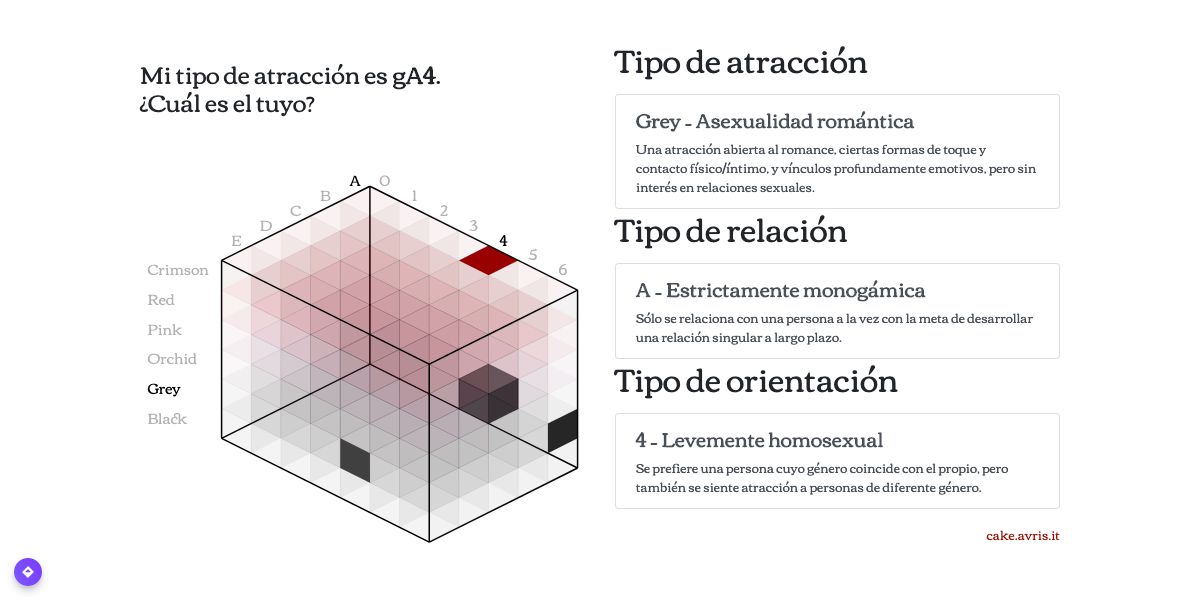 Mi tipo de atracción es gA4.
¿Cuál es el tuyo?
A
0
B
1
C
2
D
3
E
4
5
6
Crimson
Red
Pink
Orchid
Grey
Black
Tipo de atracción
Grey - Asexualidad romántica
Una atracción abierta al romance, ciertas formas de toque y
contacto físico/íntimo, y vínculos profundamente emotivos, pero sin
interés en relaciones sexuales.
Tipo de relación
A - Estrictamente monogámica
Sólo se relaciona con una persona a la vez con la meta de desarrollar
una relación singular a largo plazo.
Tipo de orientación
4 - Levemente homosexual
Se prefiere una persona cuyo género coincide con el propio, pero
también se siente atracción a personas de diferente género.
cake.avris.it